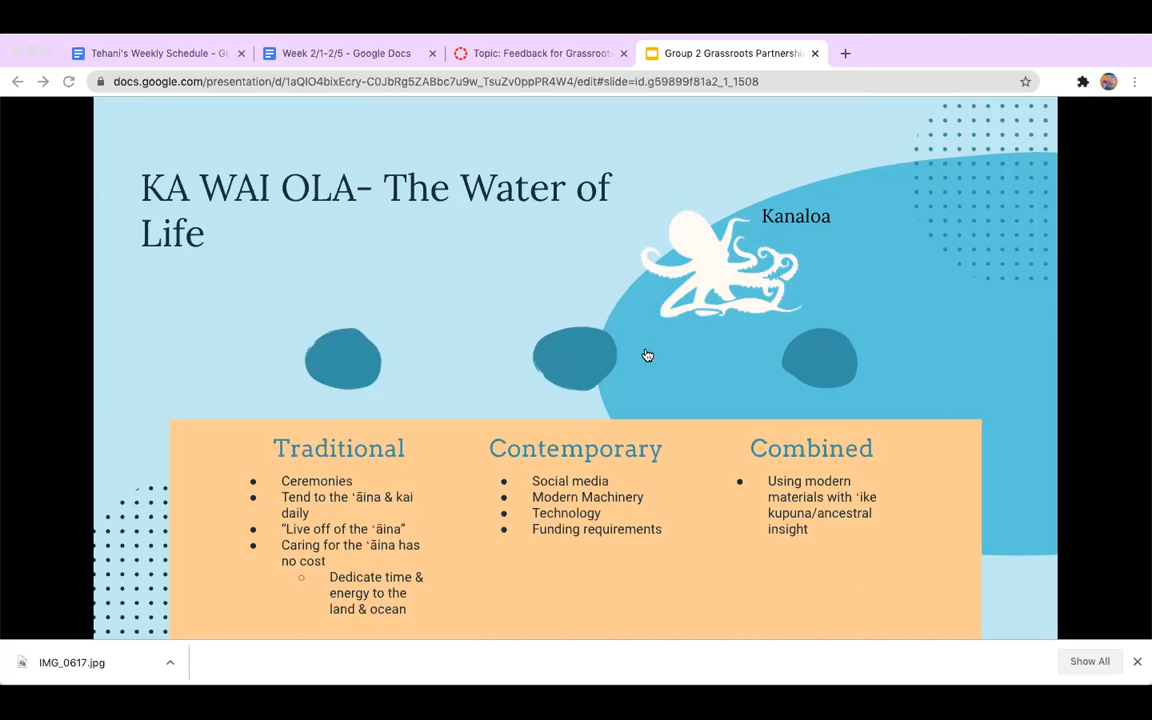 Tehani's Weekly Schedule - Go
Week 2/1-2/5 - Google Docs
Topic: Feedback for Grassroots
Group 2 Grassroots Partnershi
docs.google.com/presentation/d/1aQIO4bixEcry-C0JbRg5ZABbc7u9w_TsuZv0ppPR4W4/edit#slide=id.g59899f81a2_1_1508
KA WAI OLA- The Water of
Life
Kanaloa
Traditional
● Ceremonies
● Tend to the ʻāina & kai
daily
● “Live off of the ʻāina”
● Caring for the ʻāina has
no cost
○ Dedicate time &
energy to the
land & ocean
Contemporary
● Social media
● Modern Machinery
● Technology
● Funding requirements
Combined
● Using modern
materials with ʻike
kupuna/ancestral
insight
IMG_0617.jpg
Show All